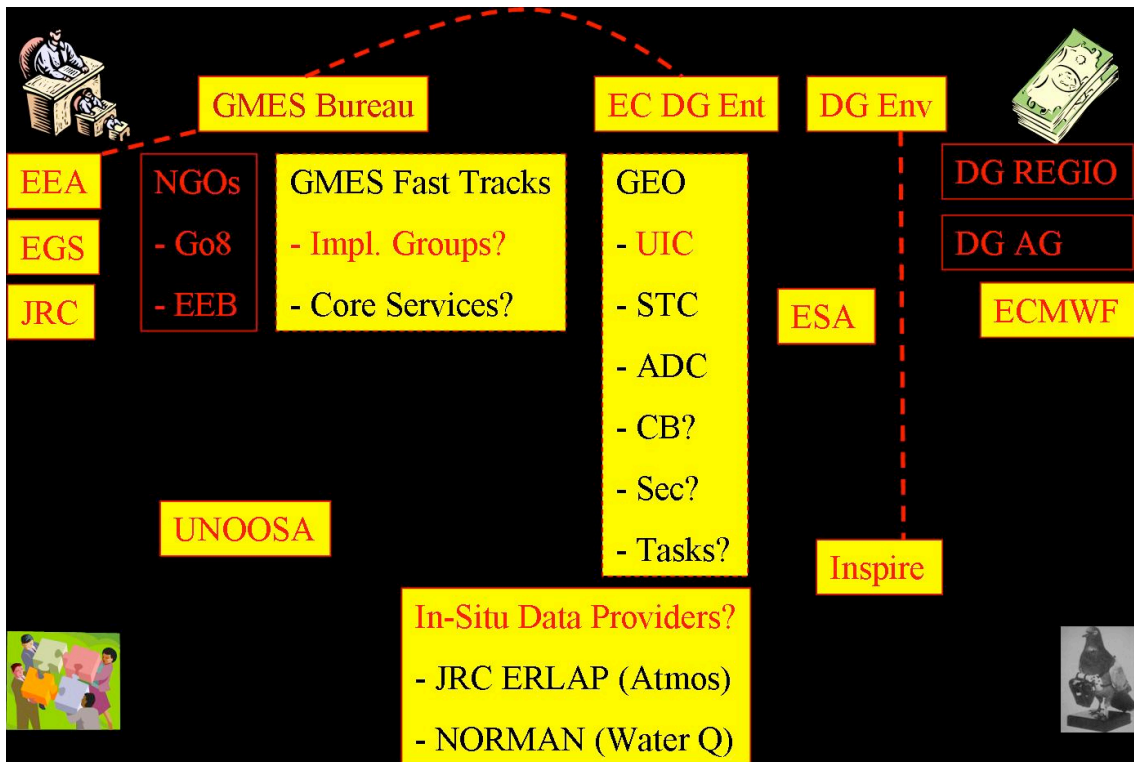 GMES Bureau
EC DG Ent
DG Env
EEA
EGS
JRC
NGOs
- Go8
- EEB
GMES Fast Tracks
- Impl. Groups?
- Core Services?
GEO
- UIC
- STC
- ADC
- CB?
- Sec?
- Tasks?
DG REGIO
DG AG
ESA
ECMWF
UNOOSA
Inspire
In-Situ Data Providers?
- JRC ERLAP (Atmos)
- NORMAN (Water Q)